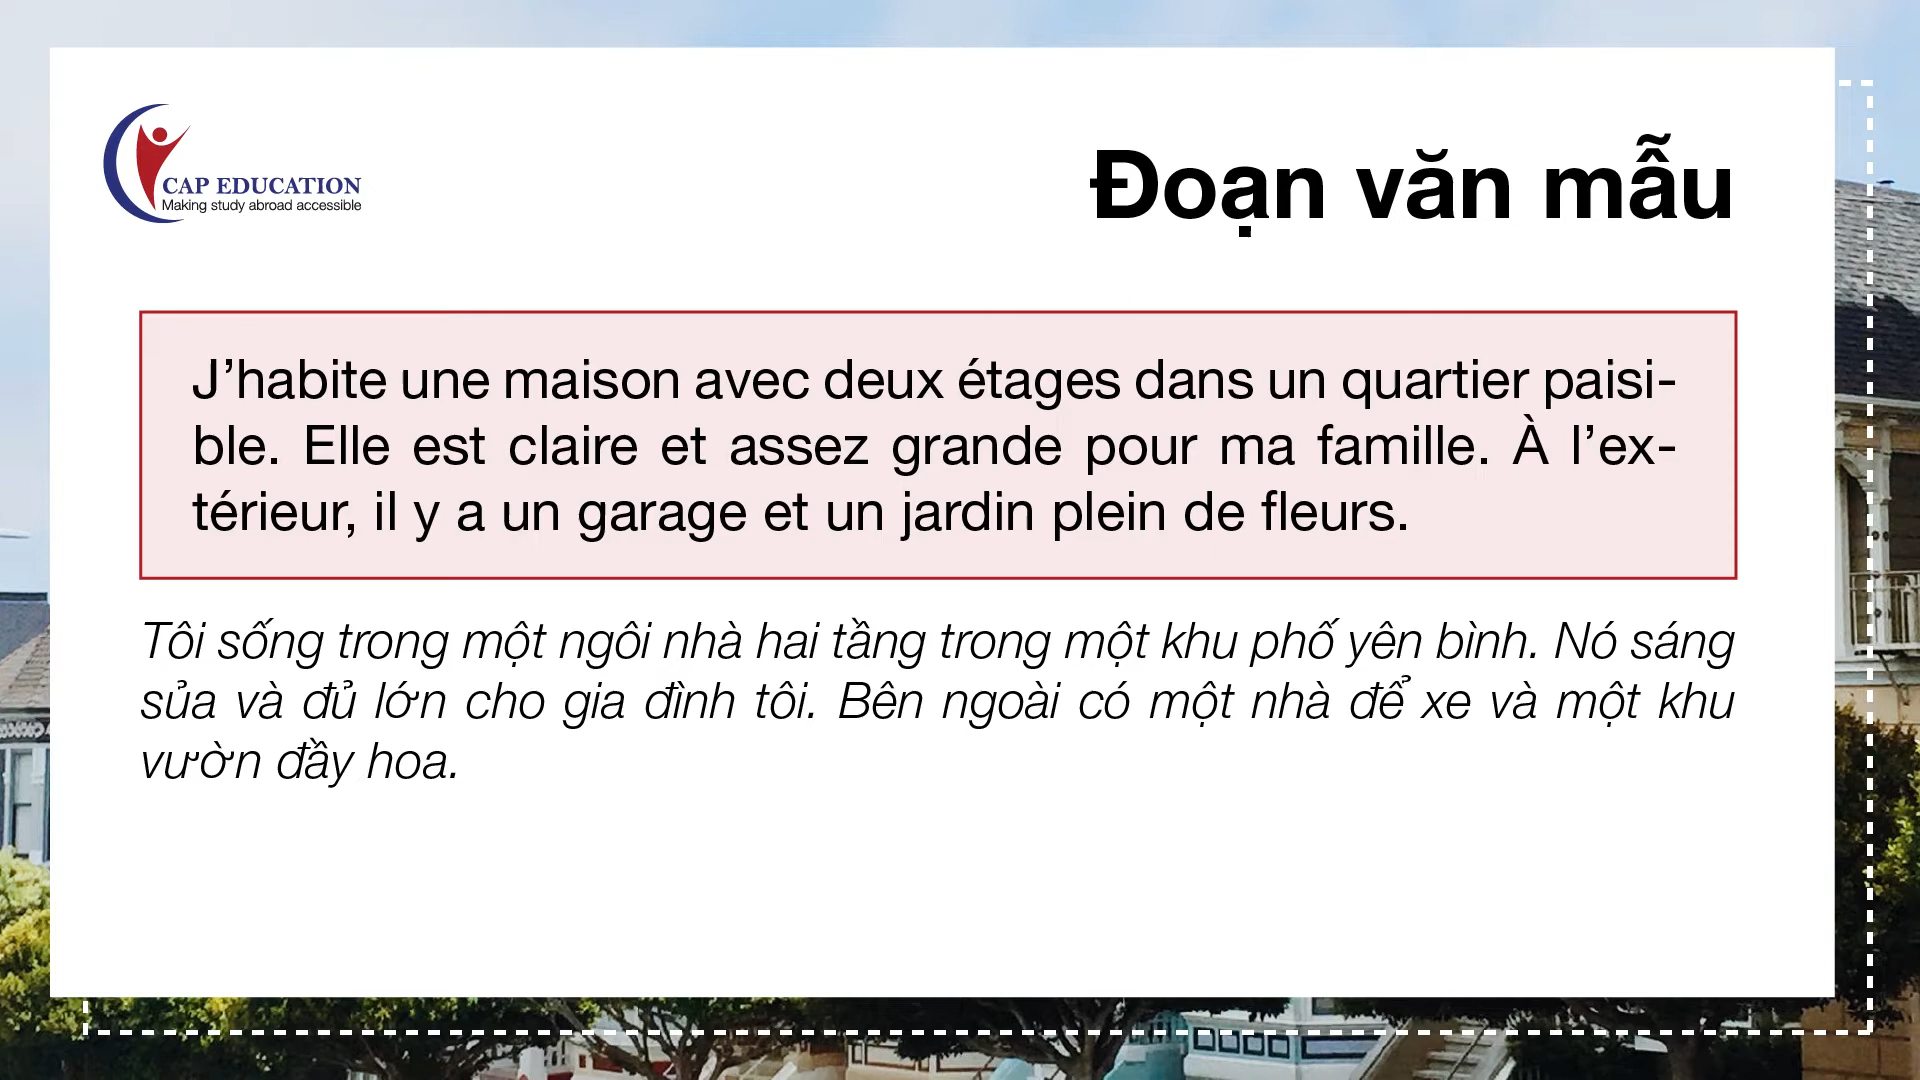 CAP EDUCATION
Making study abroad accessible
Đoạn văn mẫu
J’habite une maison avec deux étages dans un quartier paisi-
ble. Elle est claire et assez grande pour ma famille. À l’ex-
térieur, il y a un garage et un jardin plein de fleurs.
Tôi sống trong một ngôi nhà hai tầng trong một khu phố yên bình. Nó sáng
sủa và đủ lớn cho gia đình tôi. Bên ngoài có một nhà để xe và một khu
vườn đầy hoa.